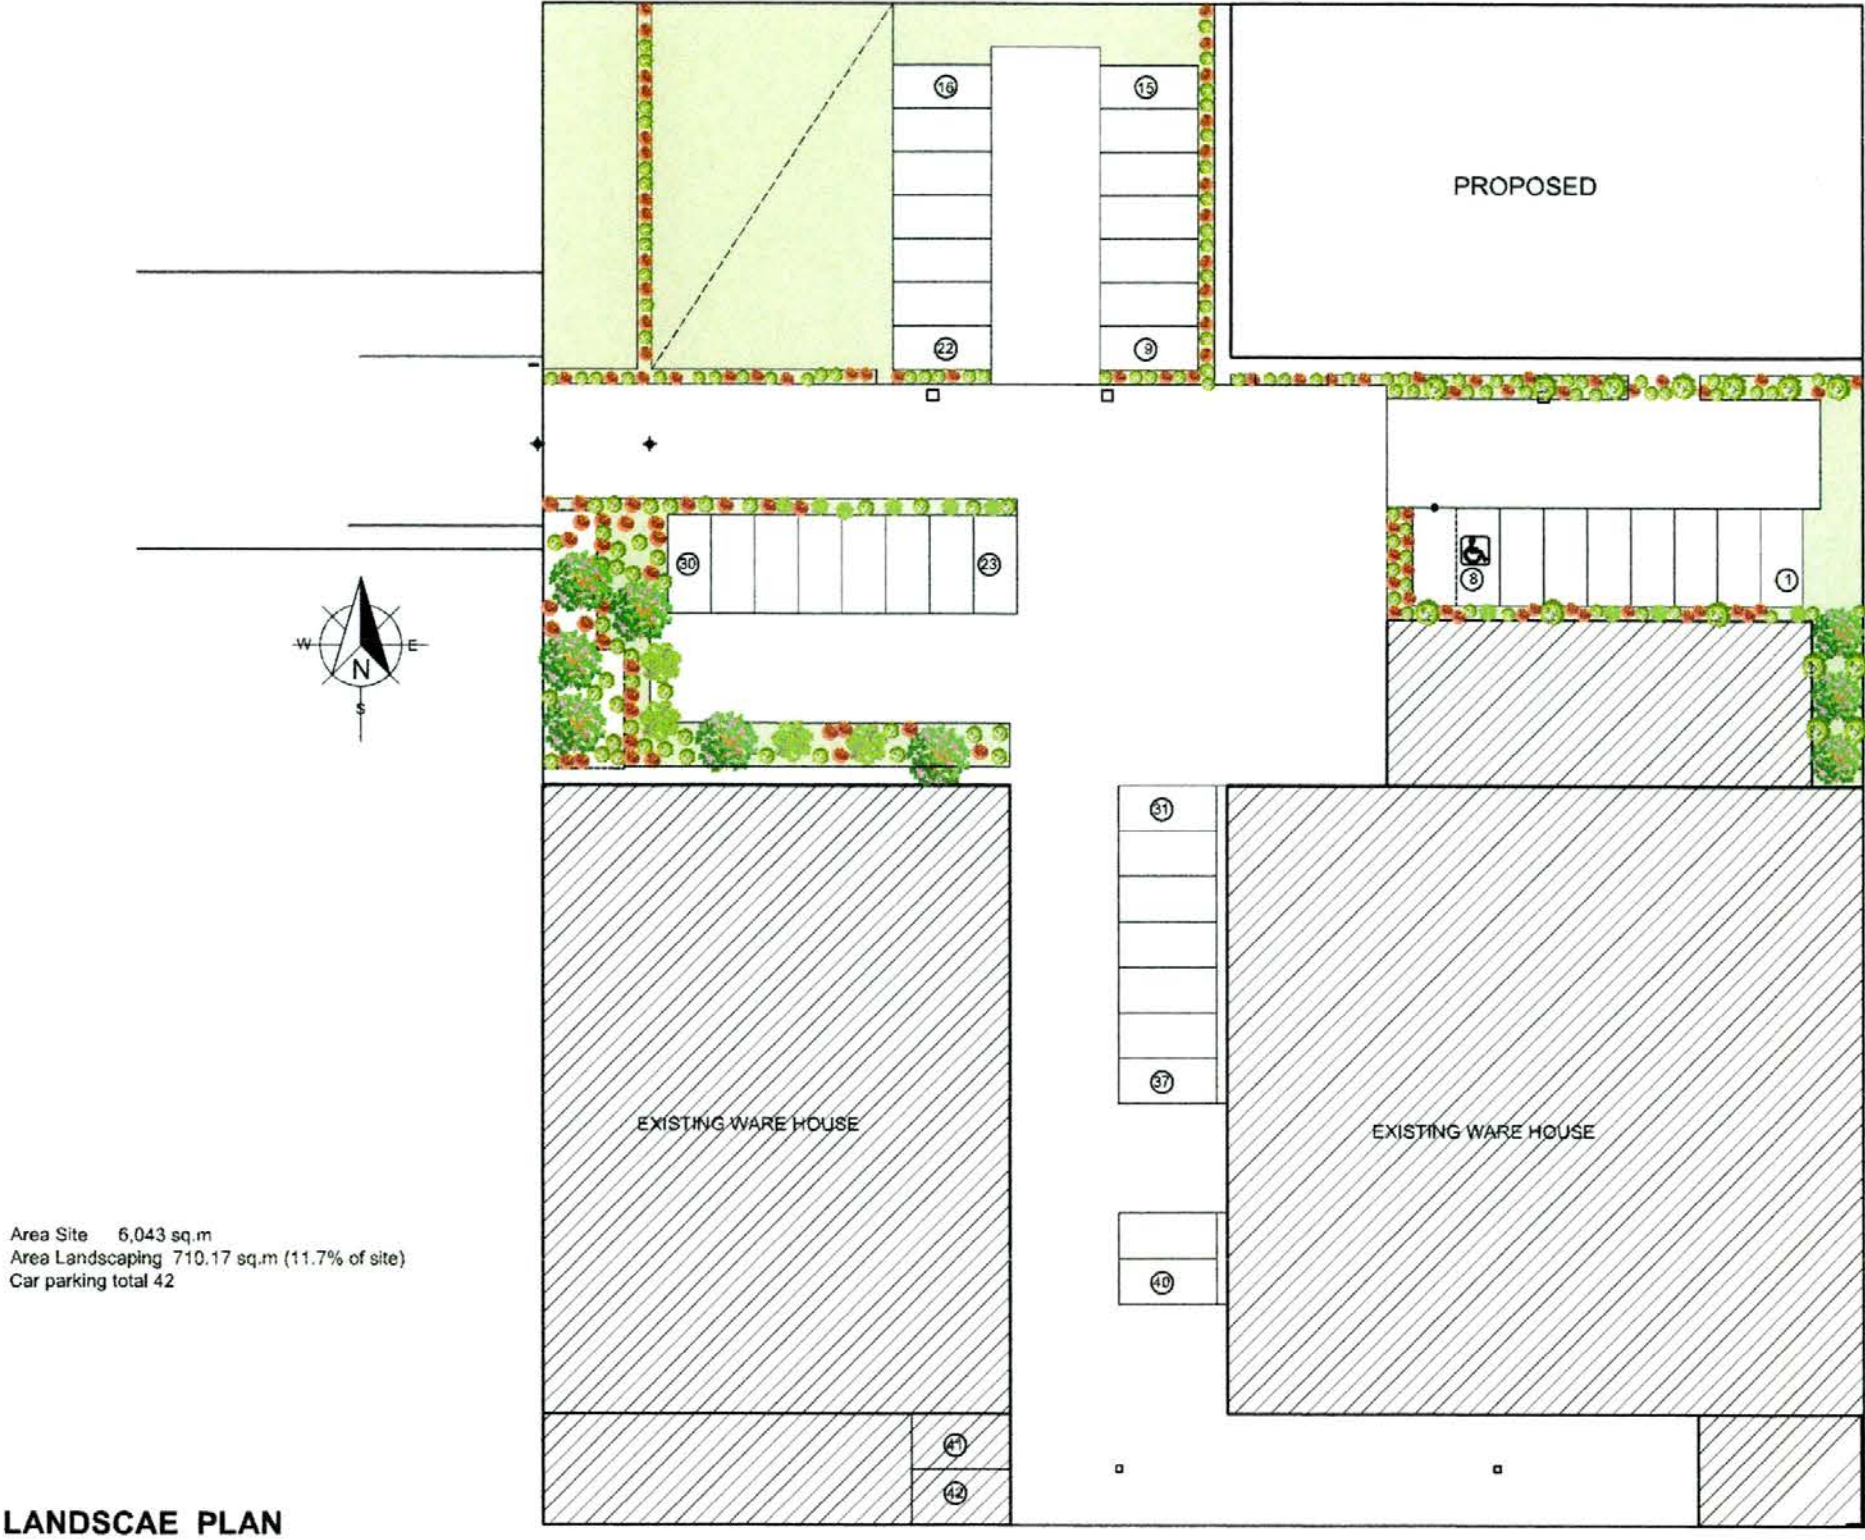 16
15
PROPOSED
22
9
30
23
8
1
W
E
N
S
31
37
EXISTING WARE HOUSE
EXISTING WARE HOUSE
Area Site 6,043 sq.m
Area Landscaping 710.17 sq.m (11.7% of site)
Car parking total 42
40
41
42
LANDSCAE PLAN